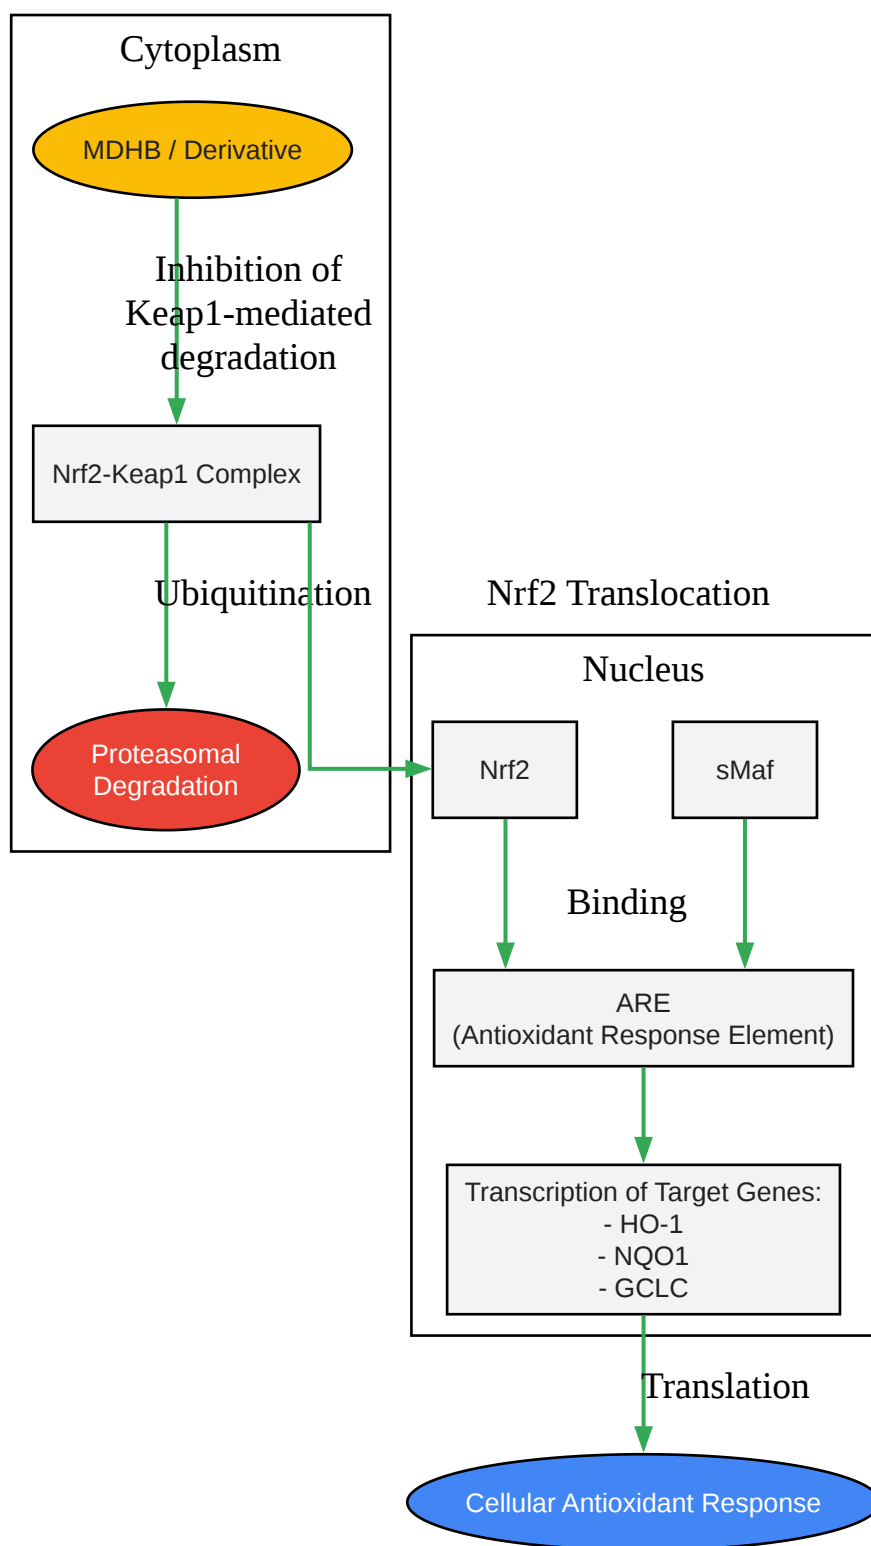 Cytoplasm
MDHB / Derivative
Inhibition of
Keap1-mediated
degradation
Nrf2-Keap1 Complex
Ubiquitination
Nrf2 Translocation
Nucleus
Proteasomal
Degradation
Nrf2
sMaf
Binding
ARE
(Antioxidant Response Element)
Transcription of Target Genes:
- HO-1
- NQO1
- GCLC
Translation
Cellular Antioxidant Response